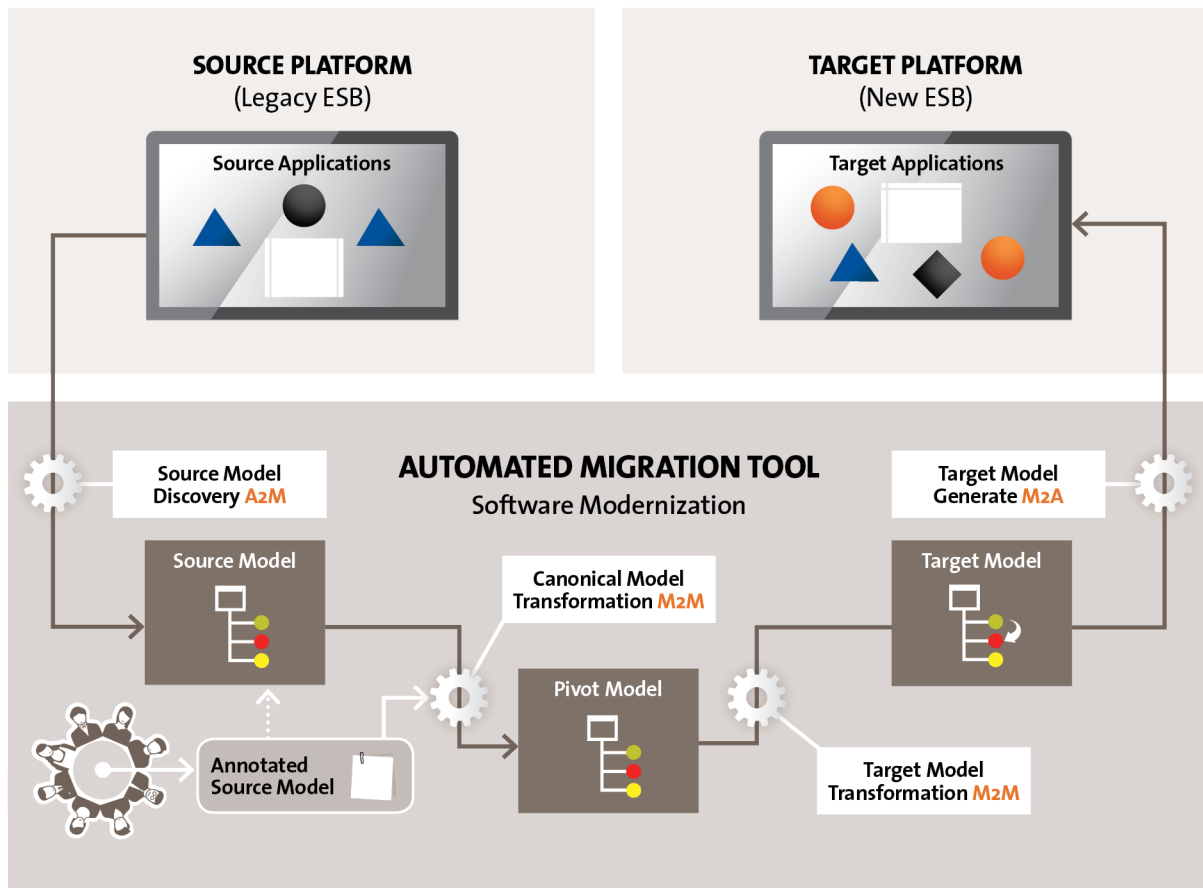 SOURCE PLATFORM
(Legacy ESB)
Source Applications
TARGET PLATFORM
(New ESB)
Target Applications
AUTOMATED MIGRATION TOOL
Software Modernization
Source Model
Discovery A2M
Target Model
Generate M2A
Source Model
Canonical Model
Transformation M2M
Target Model
Pivot Model
Annotated
Source Model
Target Model
Transformation M2M